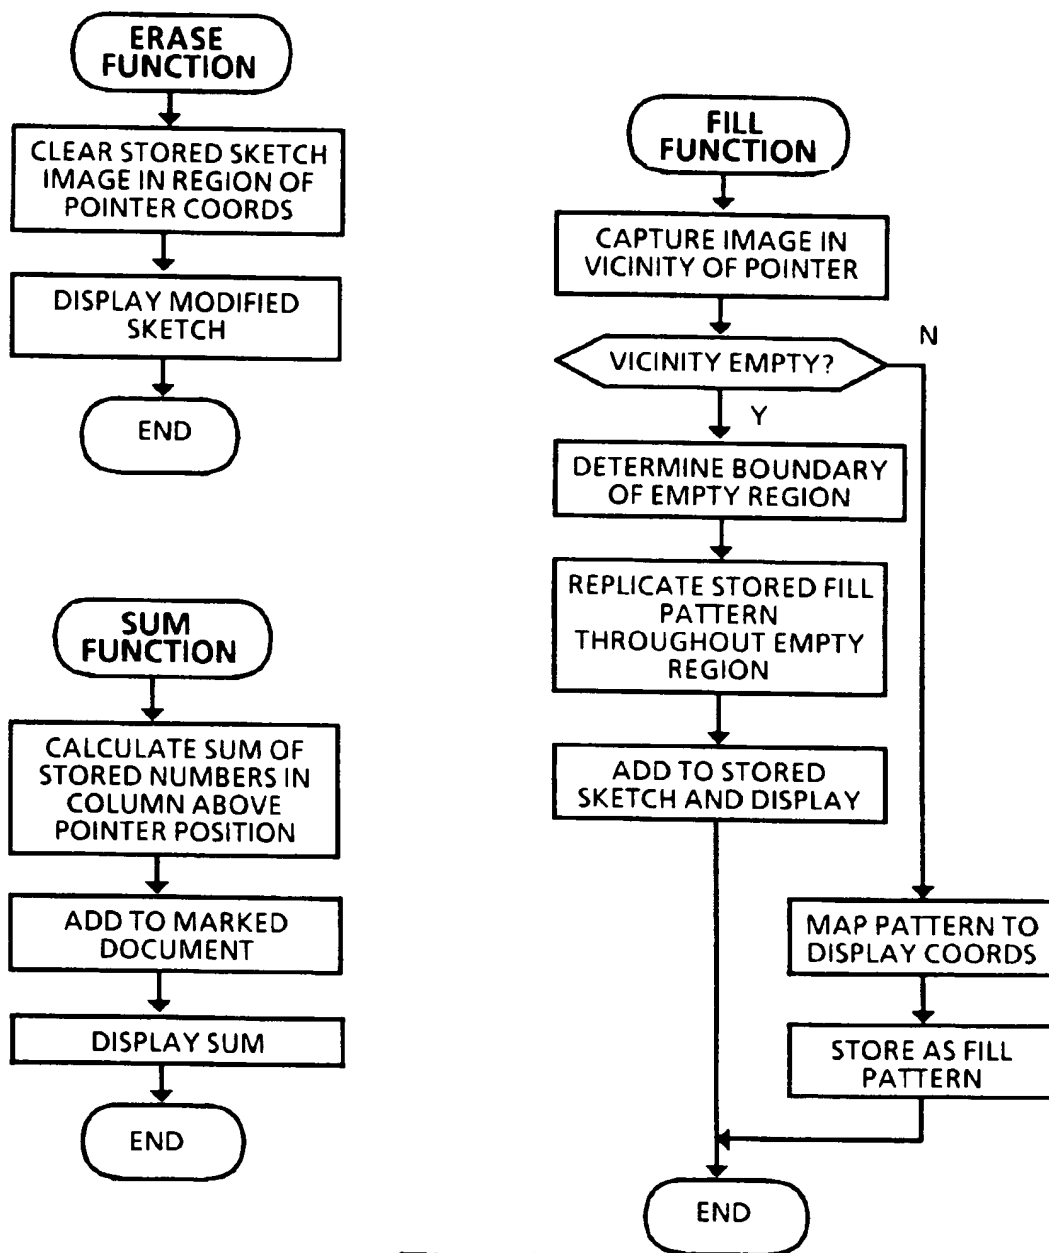 ERASE
FUNCTION
CLEAR STORED SKETCH
IMAGE IN REGION OF
POINTER COORDS
DISPLAY MODIFIED
SKETCH
END
SUM
FUNCTION
CALCULATE SUM OF
STORED NUMBERS IN
COLUMN ABOVE
POINTER POSITION
ADD TO MARKED
DOCUMENT
DISPLAY SUM
END
FILL
FUNCTION
CAPTURE IMAGE IN
VICINITY OF POINTER
VICINITY EMPTY?
N
Y
DETERMINE BOUNDARY
OF EMPTY REGION
REPLICATE STORED FILL
PATTERN
THROUGHOUT EMPTY
REGION
ADD TO STORED
SKETCH AND DISPLAY
MAP PATTERN TO
DISPLAY COORDS
STORE AS FILL
PATTERN
END